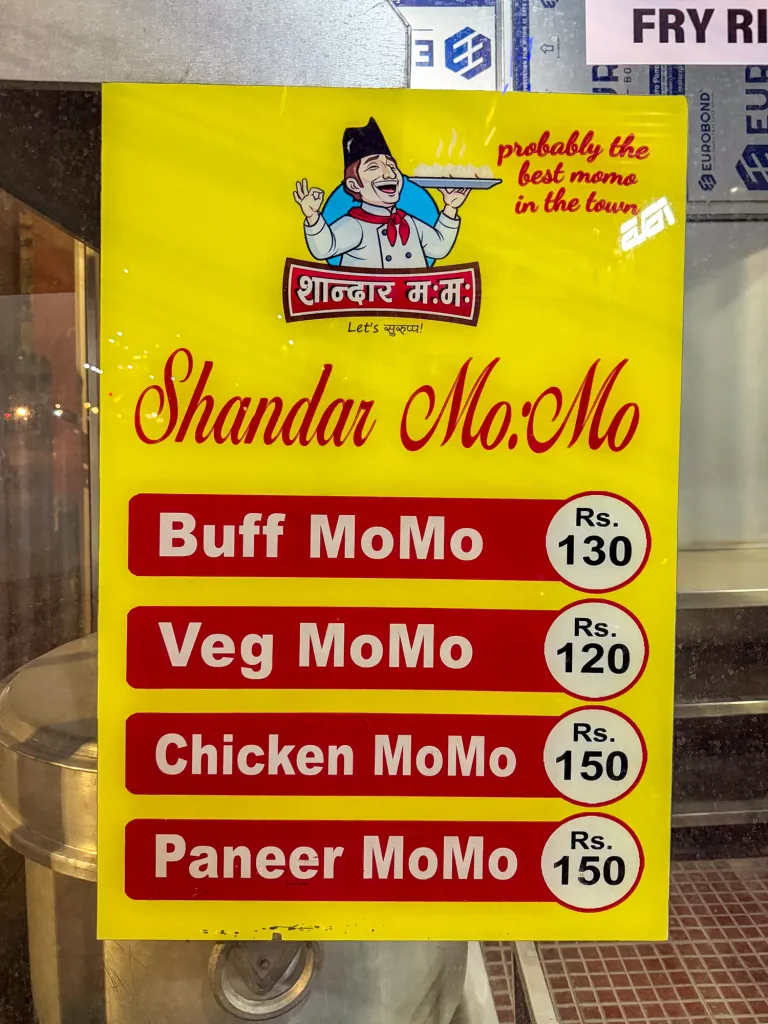 FRY RI
EUROBOND
probably the
best momo
in the town
शान्दार म:म:
Let's सुरुप्प!
Shandar Mo:Mo
Buff MoMo
Rs.
130
Veg MoMo
Rs.
120
Chicken MoMo
Rs.
150
Paneer MoMo
Rs.
150